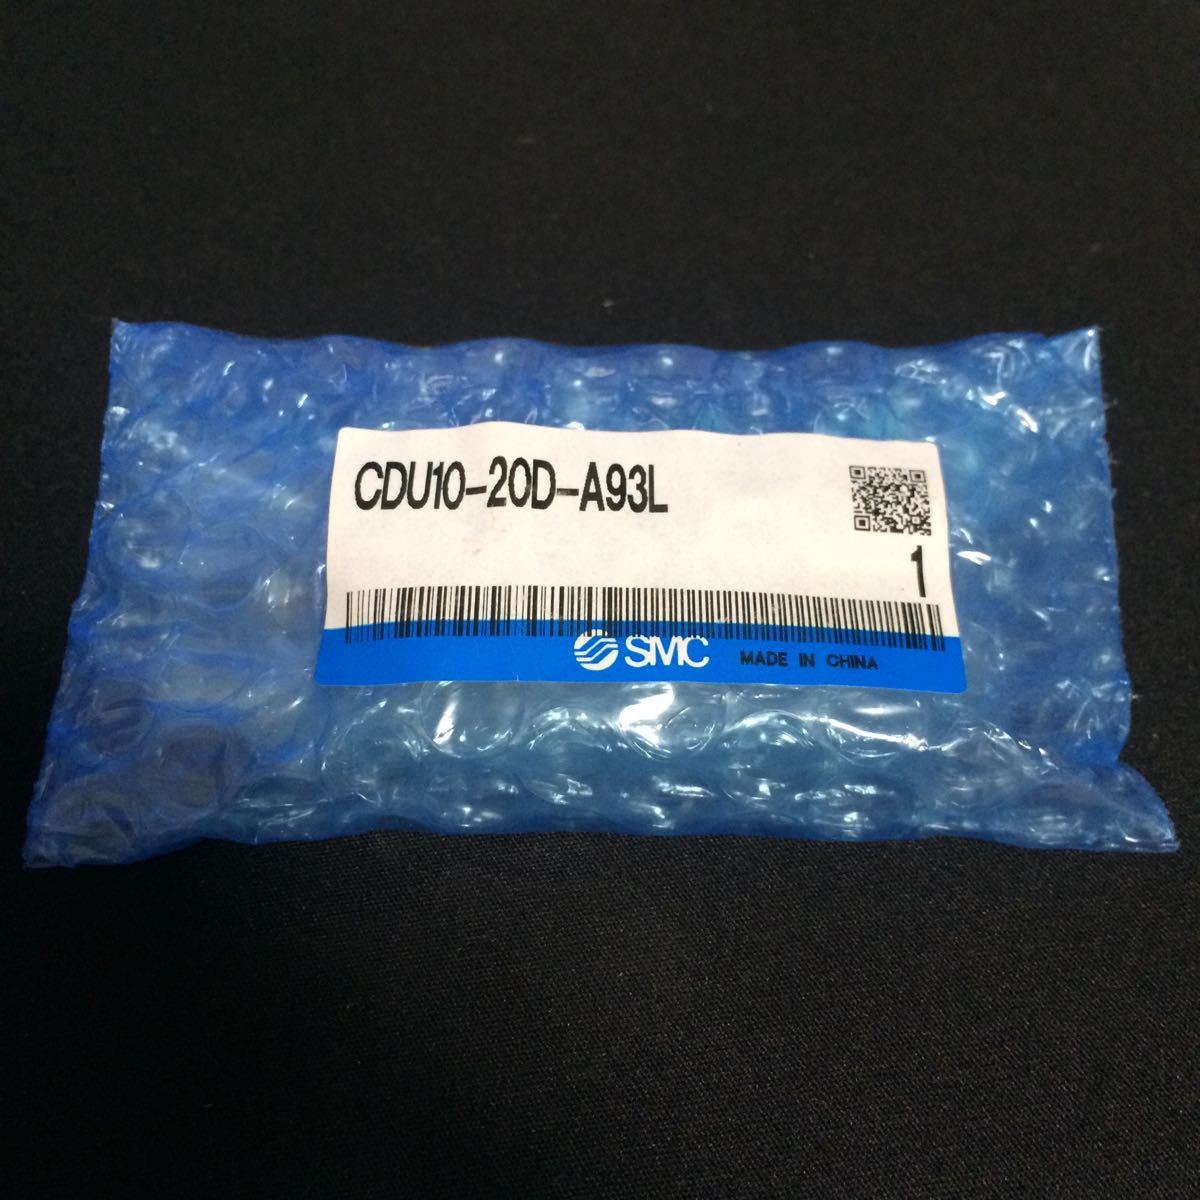 CDU10-20D-A93L
1
SMC
MADE IN CHINA